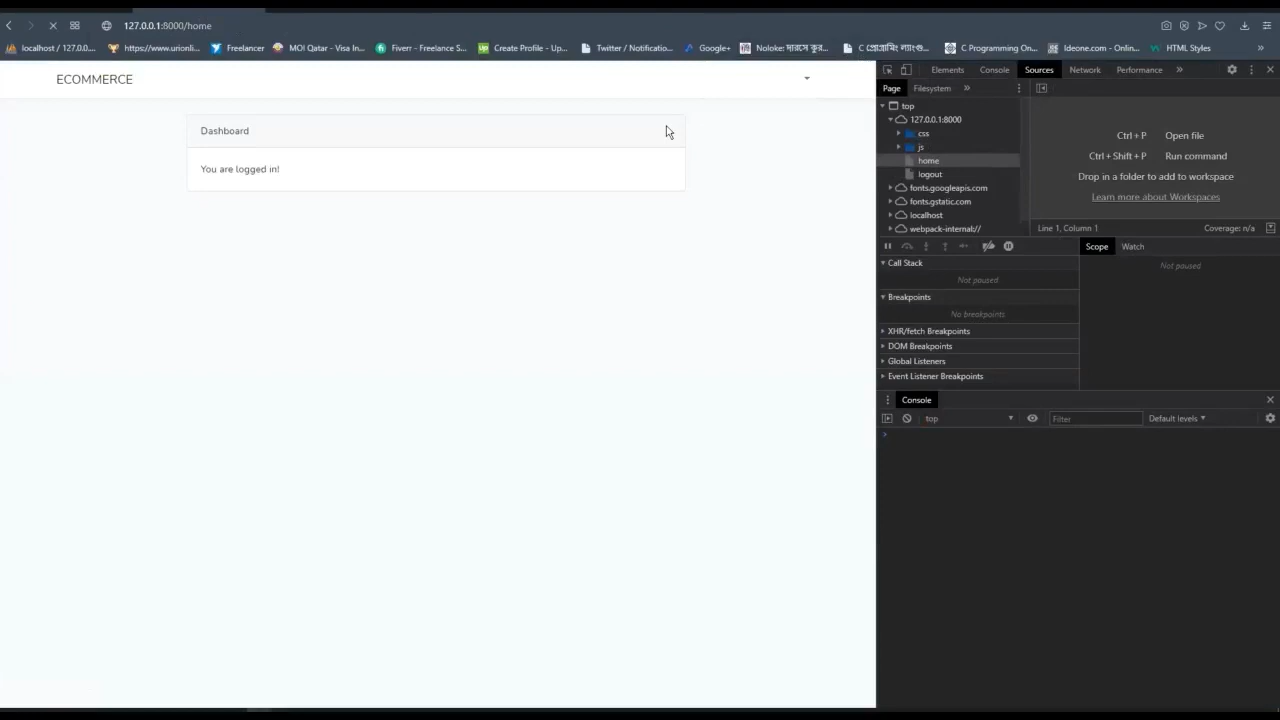 127.0.0.1:8000/home
localhost / 127.0.0... https://www.urionli... Freelancer MOI Qatar - Visa In... Fiverr - Freelance S... Create Profile - Up... Twitter / Notificatio... Google+ Noloke: দারসে কুর... C প্রোগ্রামিং ল্যাংগু... C Programming On... Ideone.com - Onlin... HTML Styles »
ECOMMERCE
Dashboard
You are logged in!
Elements Console Sources Network Performance »
Page Filesystem »
top
127.0.0.1:8000
css
js
home
logout
fonts.googleapis.com
fonts.gstatic.com
localhost
webpack-internal://
Ctrl + P Open file
Ctrl + Shift + P Run command
Drop in a folder to add to workspace
Learn more about Workspaces
Line 1, Column 1 Coverage: n/a
Scope Watch
Not paused
Call Stack
Not paused
Breakpoints
No breakpoints
XHR/fetch Breakpoints
DOM Breakpoints
Global Listeners
Event Listener Breakpoints
Console
top Filter Default levels